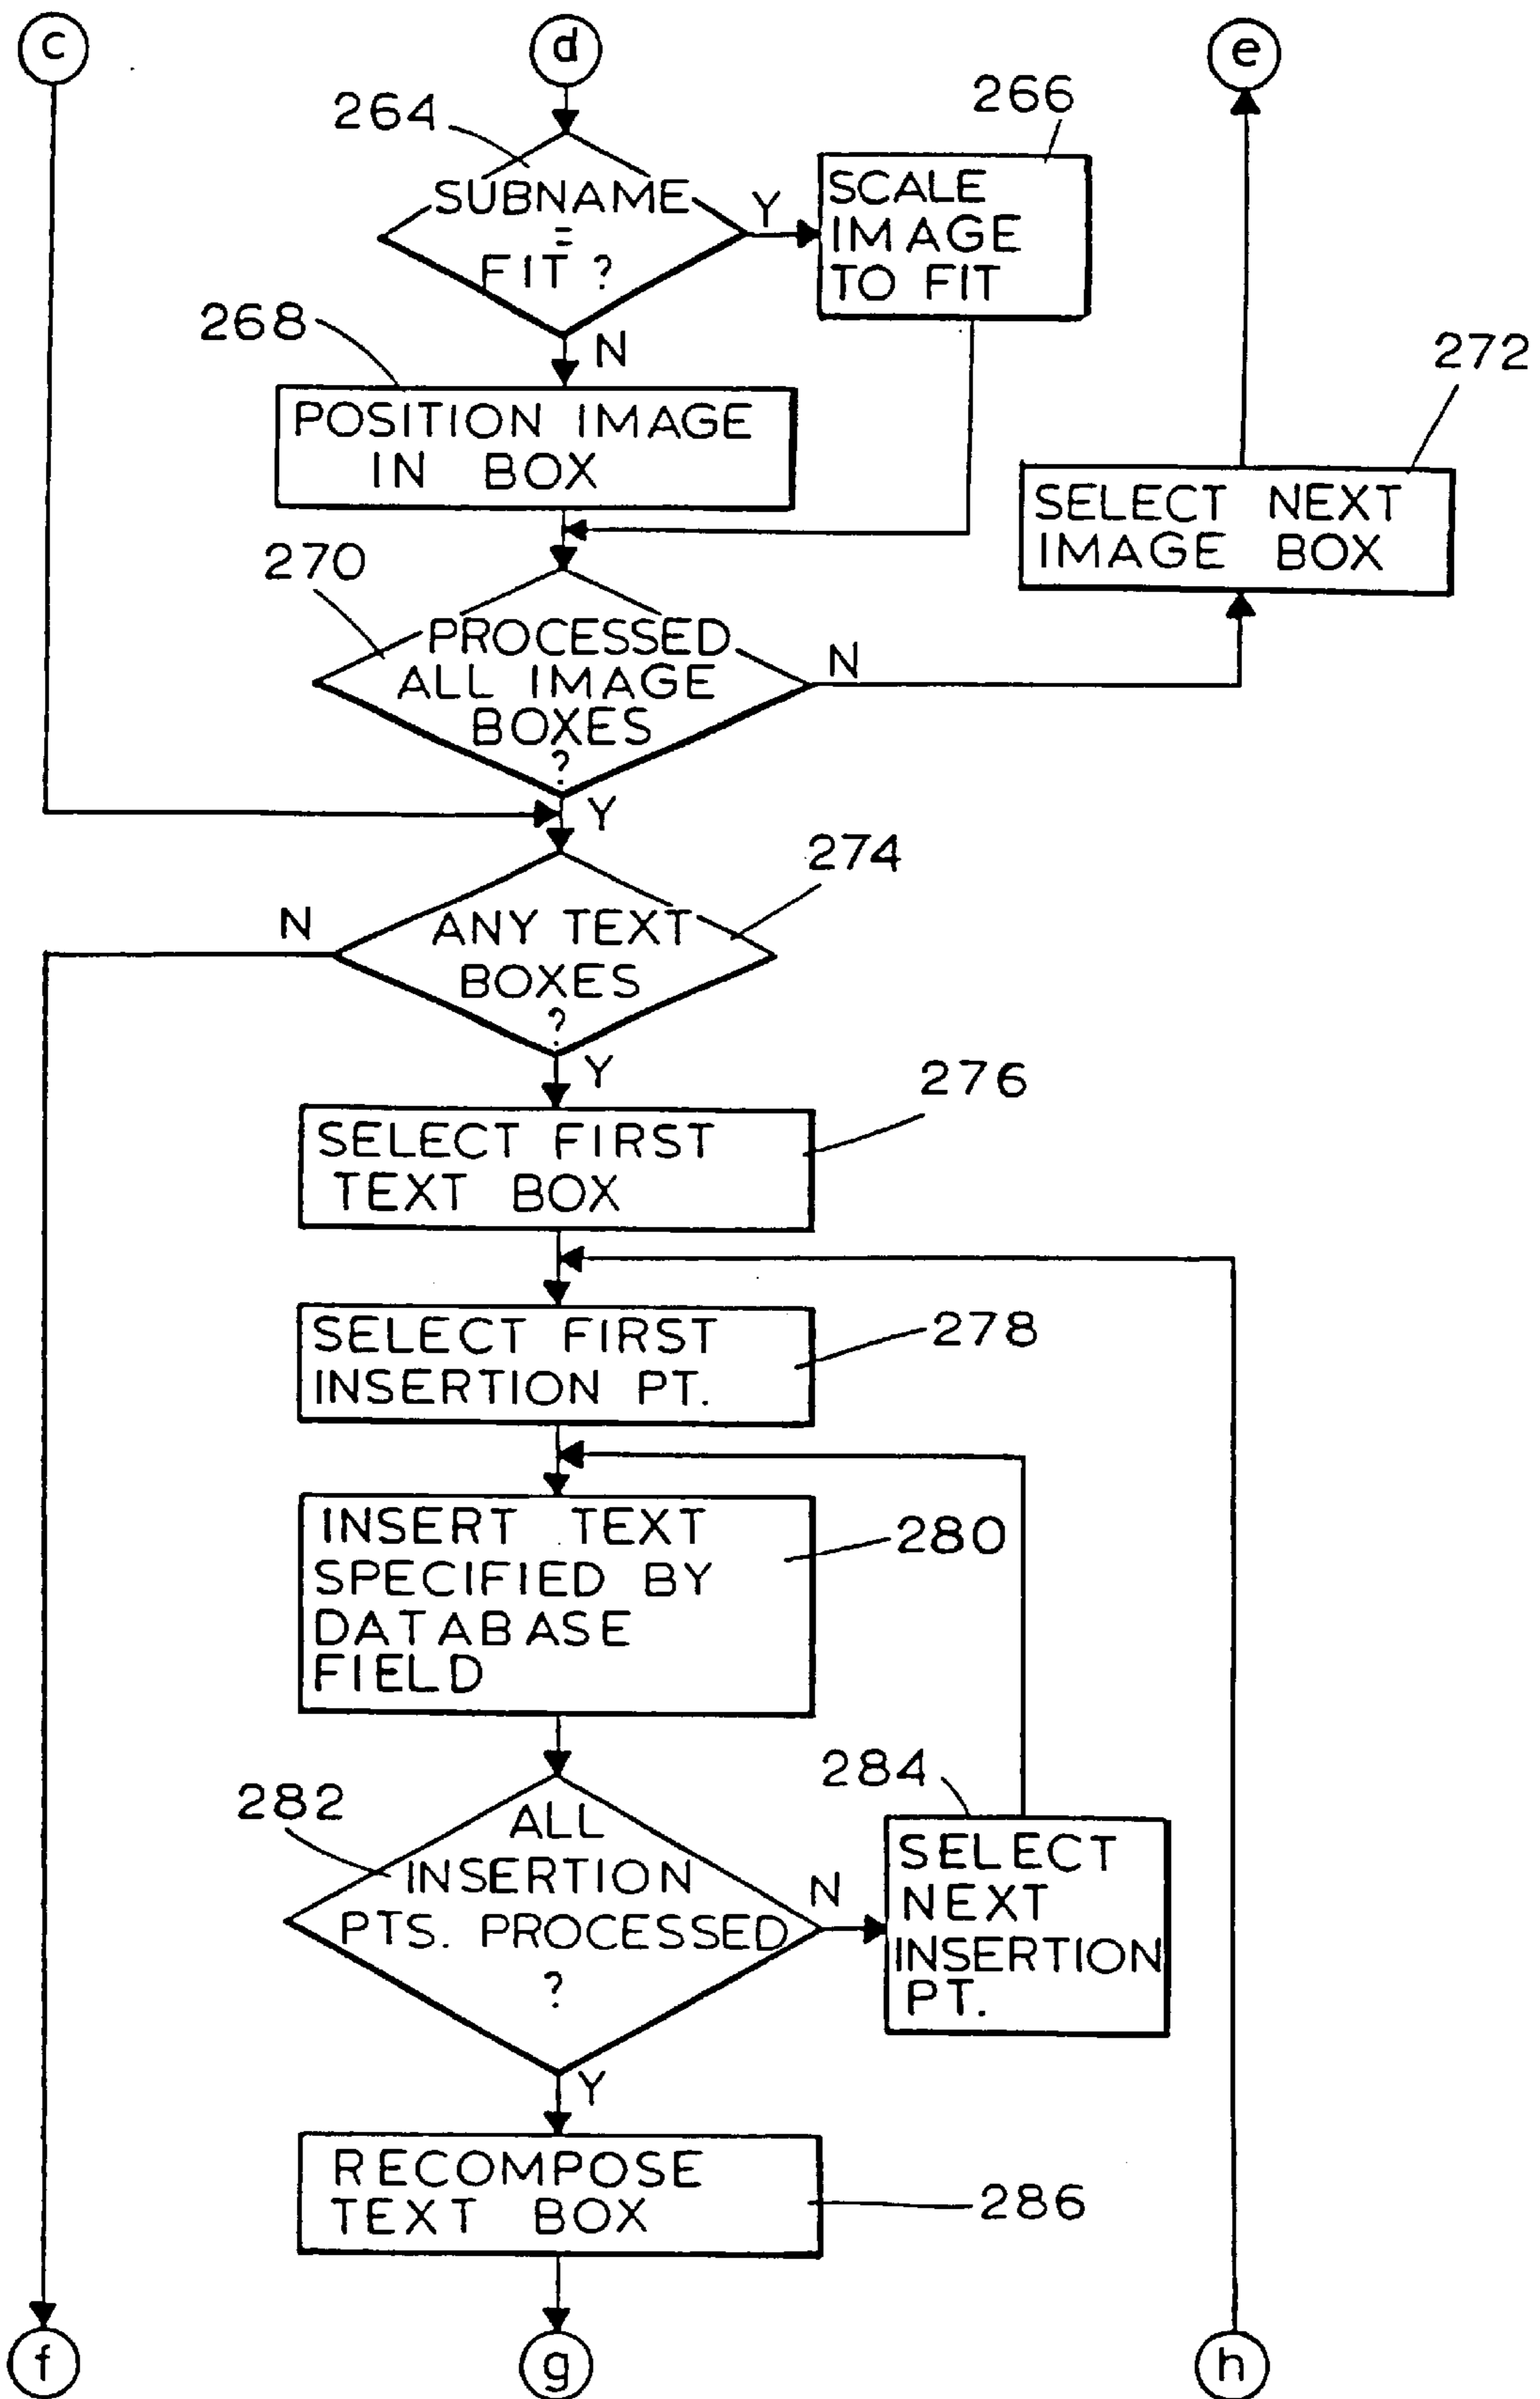 c
d
e
264
266
SUBNAME
=
FIT ?
Y
SCALE
IMAGE
TO FIT
268
N
272
POSITION IMAGE
IN BOX
SELECT NEXT
IMAGE BOX
270
PROCESSED
ALL IMAGE
BOXES
?
N
Y
274
N
ANY TEXT
BOXES
?
Y
276
SELECT FIRST
TEXT BOX
278
SELECT FIRST
INSERTION PT.
280
INSERT TEXT
SPECIFIED BY
DATABASE
FIELD
282
284
ALL
INSERTION
PTS. PROCESSED
?
N
SELECT
NEXT
INSERTION
PT.
Y
RECOMPOSE
TEXT BOX
286
f
g
h